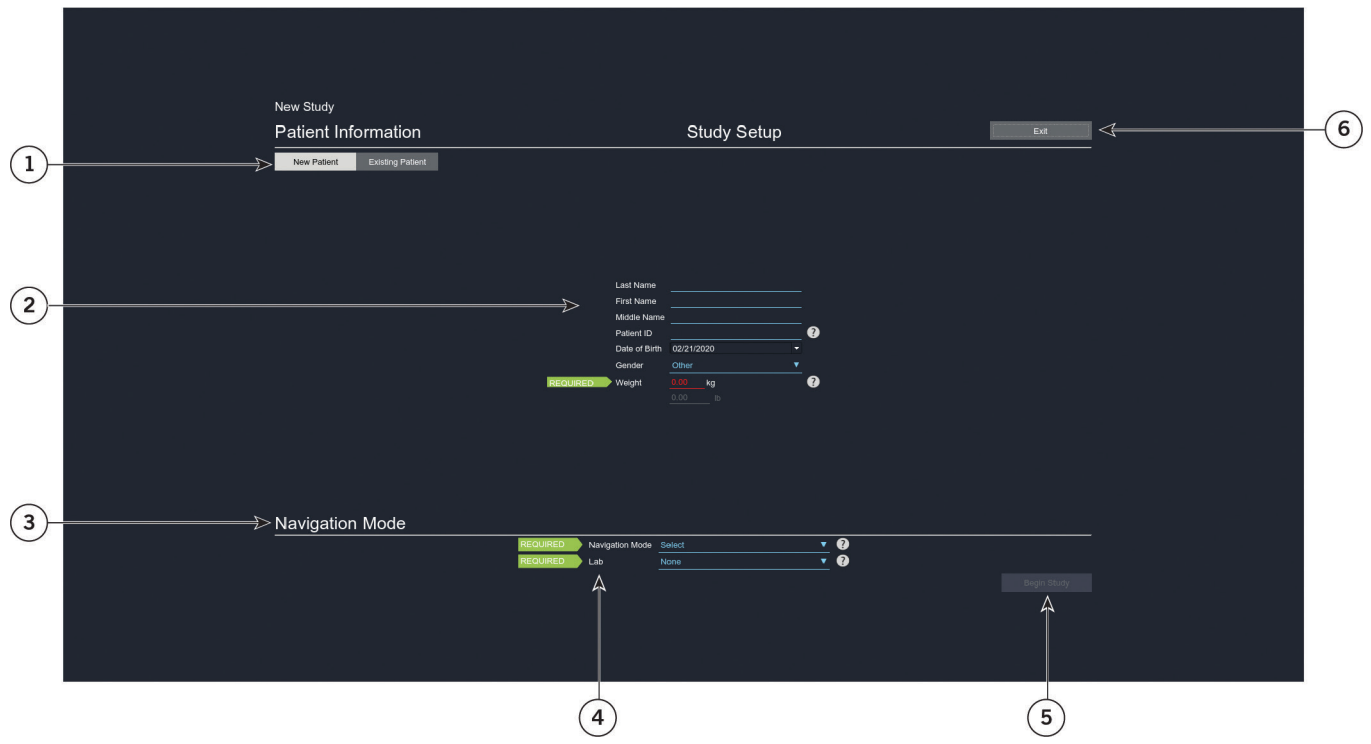 New Study
Patient Information Study Setup Exit 6
1 New Patient Existing Patient
2 Last Name
First Name
Middle Name
Patient ID ?
Date of Birth 02/21/2020
Gender Other
REQUIRED Weight 0.00 kg ?
0.00 lb
3 Navigation Mode
REQUIRED Navigation Mode Select ?
REQUIRED Lab None ?
Begin Study
4 5